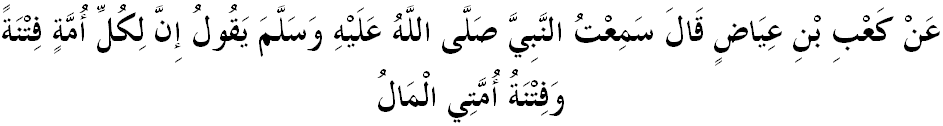 عَنْ كَعْبِ بْنِ عِيَاضٍ قَالَ سَمِعْتُ النَّبِيَّ صَلَّى اللَّهُ عَلَيْهِ وَسَلَّمَ يَقُولُ إِنَّ لِكُلِّ أُمَّةٍ فِتْنَةً
وَفِتْنَةُ أُمَّتِي الْمَالُ